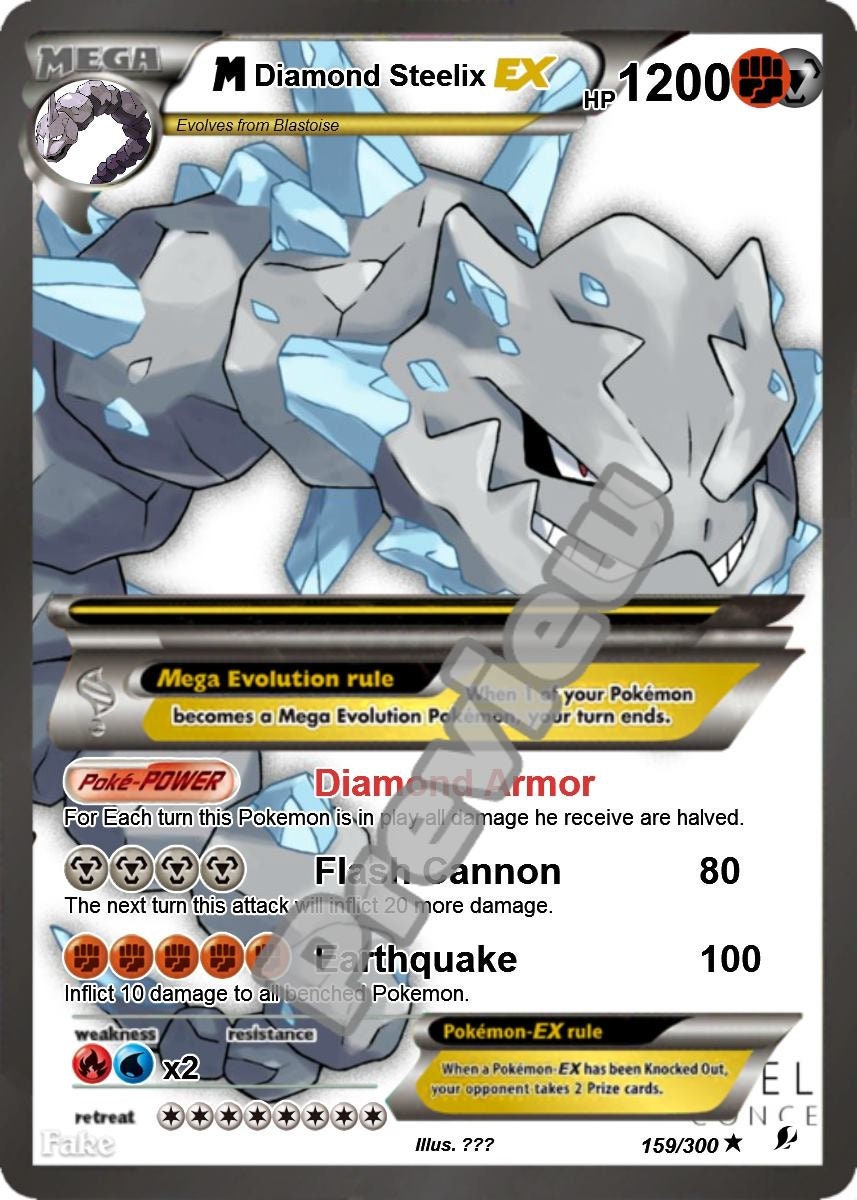 MEGA
M Diamond Steelix EX
HP 1200
Evolves from Blastoise
Preview
Mega Evolution rule
When 1 of your Pokémon
becomes a Mega Evolution Pokémon, your turn ends.
Poké-POWER Diamond Armor
For Each turn this Pokemon is in play all damage he receive are halved.
Flash Cannon 80
The next turn this attack will inflict 20 more damage.
Earthquake 100
Inflict 10 damage to all benched Pokemon.
weakness resistance
x2
Pokémon-EX rule
When a Pokémon-EX has been Knocked Out,
your opponent takes 2 Prize cards.
EL
ONCE
retreat
Fake
Illus. ???
159/300